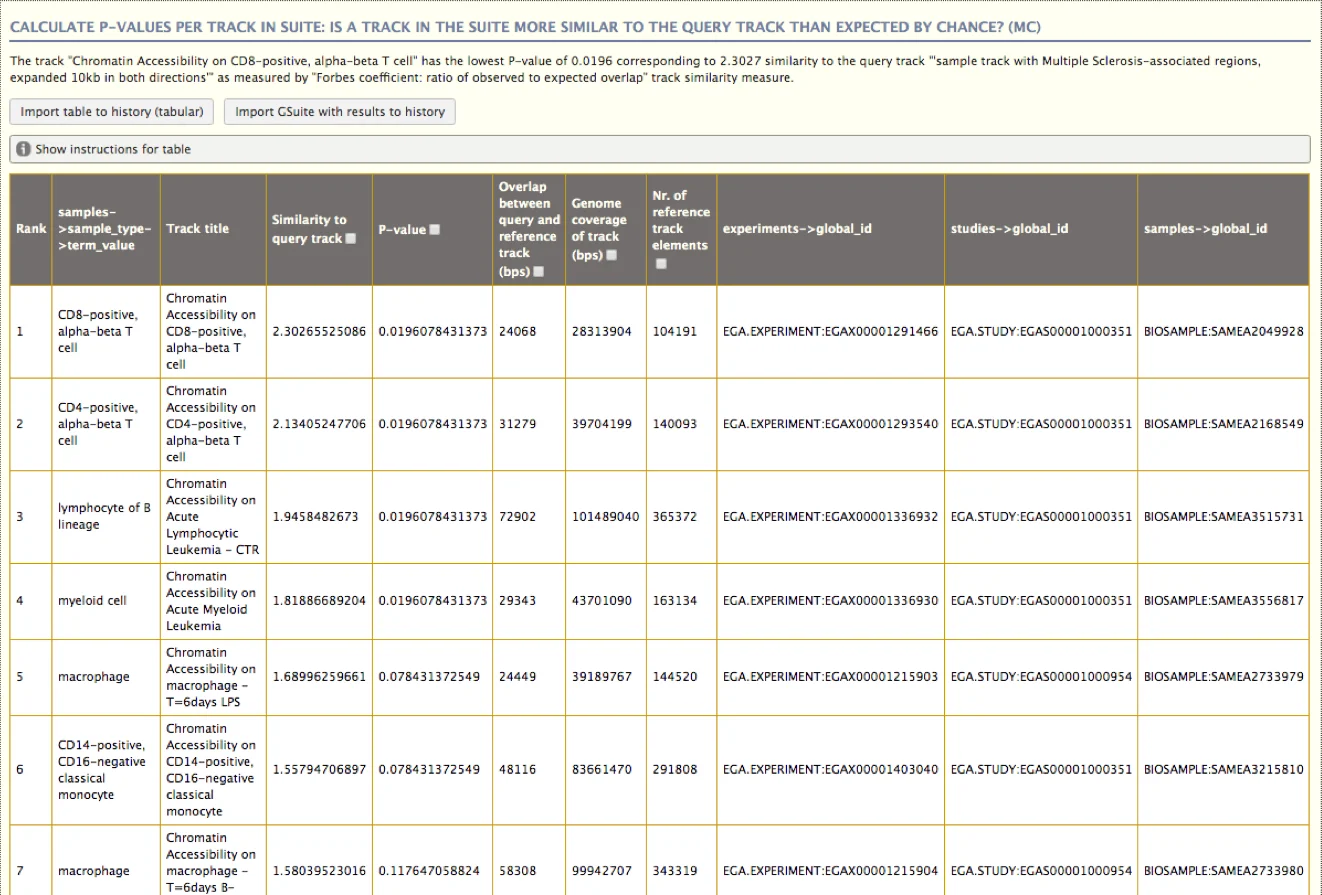 CALCULATE P-VALUES PER TRACK IN SUITE: IS A TRACK IN THE SUITE MORE SIMILAR TO THE QUERY TRACK THAN EXPECTED BY CHANCE? (MC)
The track "Chromatin Accessibility on CD8-positive, alpha-beta T cell" has the lowest P-value of 0.0196 corresponding to 2.3027 similarity to the query track "'sample track with Multiple Sclerosis-associated regions,
expanded 10kb in both directions'" as measured by "Forbes coefficient: ratio of observed to expected overlap" track similarity measure.
Import table to history (tabular)
Import GSuite with results to history
Show instructions for table
Rank
samples-
>sample_type-
>term_value
Track title
Similarity to
query track
P-value
Overlap
between
query and
reference
track
(bps)
Genome
coverage
of track
(bps)
Nr. of
reference
track
elements
experiments->global_id
studies->global_id
samples->global_id
1
CD8-positive,
alpha-beta T
cell
Chromatin
Accessibility on
CD8-positive,
alpha-beta T
cell
2.30265525086
0.0196078431373
24068
28313904
104191
EGA.EXPERIMENT:EGAX00001291466
EGA.STUDY:EGAS00001000351
BIOSAMPLE:SAMEA2049928
2
CD4-positive,
alpha-beta T
cell
Chromatin
Accessibility on
CD4-positive,
alpha-beta T
cell
2.13405247706
0.0196078431373
31279
39704199
140093
EGA.EXPERIMENT:EGAX00001293540
EGA.STUDY:EGAS00001000351
BIOSAMPLE:SAMEA2168549
3
lymphocyte of B
lineage
Chromatin
Accessibility on
Acute
Lymphocytic
Leukemia - CTR
1.9458482673
0.0196078431373
72902
101489040
365372
EGA.EXPERIMENT:EGAX00001336932
EGA.STUDY:EGAS00001000351
BIOSAMPLE:SAMEA3515731
4
myeloid cell
Chromatin
Accessibility on
Acute Myeloid
Leukemia
1.81886689204
0.0196078431373
29343
43701090
163134
EGA.EXPERIMENT:EGAX00001336930
EGA.STUDY:EGAS00001000351
BIOSAMPLE:SAMEA3556817
5
macrophage
Chromatin
Accessibility on
macrophage -
T=6days LPS
1.68996259661
0.078431372549
24449
39189767
144520
EGA.EXPERIMENT:EGAX00001215903
EGA.STUDY:EGAS00001000954
BIOSAMPLE:SAMEA2733979
6
CD14-positive,
CD16-negative
classical
monocyte
Chromatin
Accessibility on
CD14-positive,
CD16-negative
classical
monocyte
1.55794706897
0.078431372549
48116
83661470
291808
EGA.EXPERIMENT:EGAX00001403040
EGA.STUDY:EGAS00001000351
BIOSAMPLE:SAMEA3215810
7
macrophage
Chromatin
Accessibility on
macrophage -
T=6days B-
1.58039523016
0.117647058824
58308
99942707
343319
EGA.EXPERIMENT:EGAX00001215904
EGA.STUDY:EGAS00001000954
BIOSAMPLE:SAMEA2733980